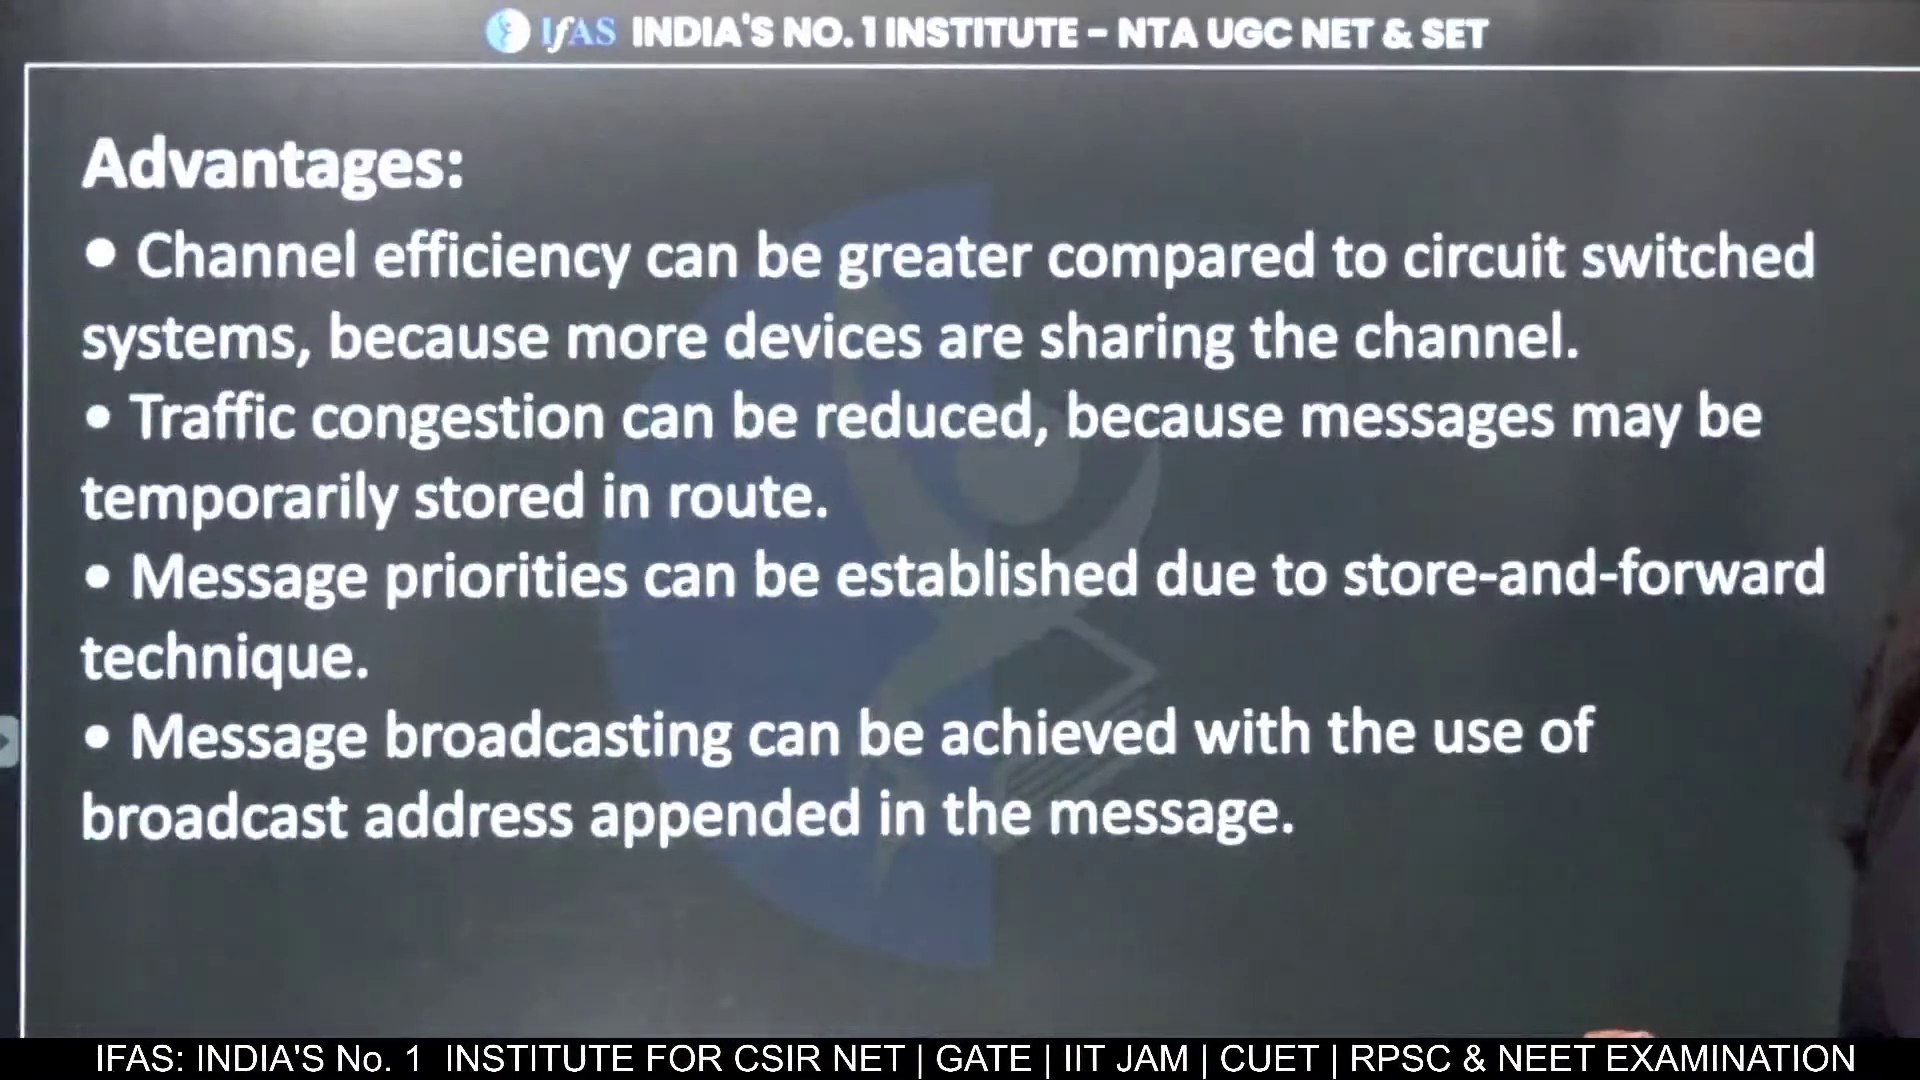 IfAS INDIA'S NO. 1 INSTITUTE - NTA UGC NET & SET
Advantages:
• Channel efficiency can be greater compared to circuit switched
systems, because more devices are sharing the channel.
• Traffic congestion can be reduced, because messages may be
temporarily stored in route.
• Message priorities can be established due to store-and-forward
technique.
• Message broadcasting can be achieved with the use of
broadcast address appended in the message.
IFAS: INDIA'S No. 1 INSTITUTE FOR CSIR NET | GATE | IIT JAM | CUET | RPSC & NEET EXAMINATION